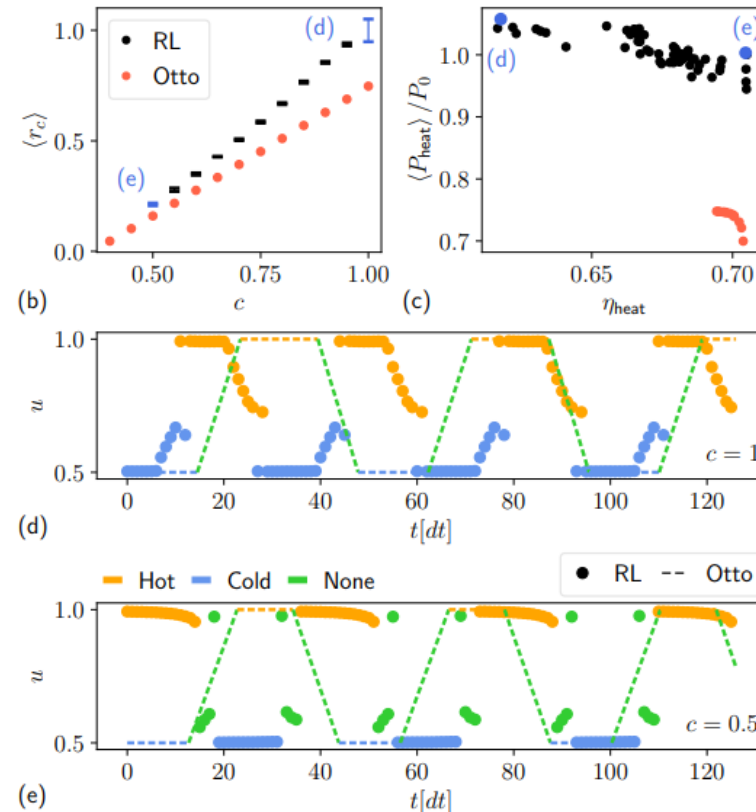 1.0
0.5
0.0
⟨r_c⟩
RL
Otto
(d)
(e)
0.50 0.75 1.00
(b)
c
1.0
0.9
0.8
0.7
⟨P_heat⟩/P_0
(d)
(e)
0.65 0.70
(c)
η_heat
1.0
0.5
u
c = 1
0 20 40 60 80 100 120
(d)
t[dt]
Hot Cold None RL Otto
1.0
0.5
u
c = 0.5
0 20 40 60 80 100 120
(e)
t[dt]